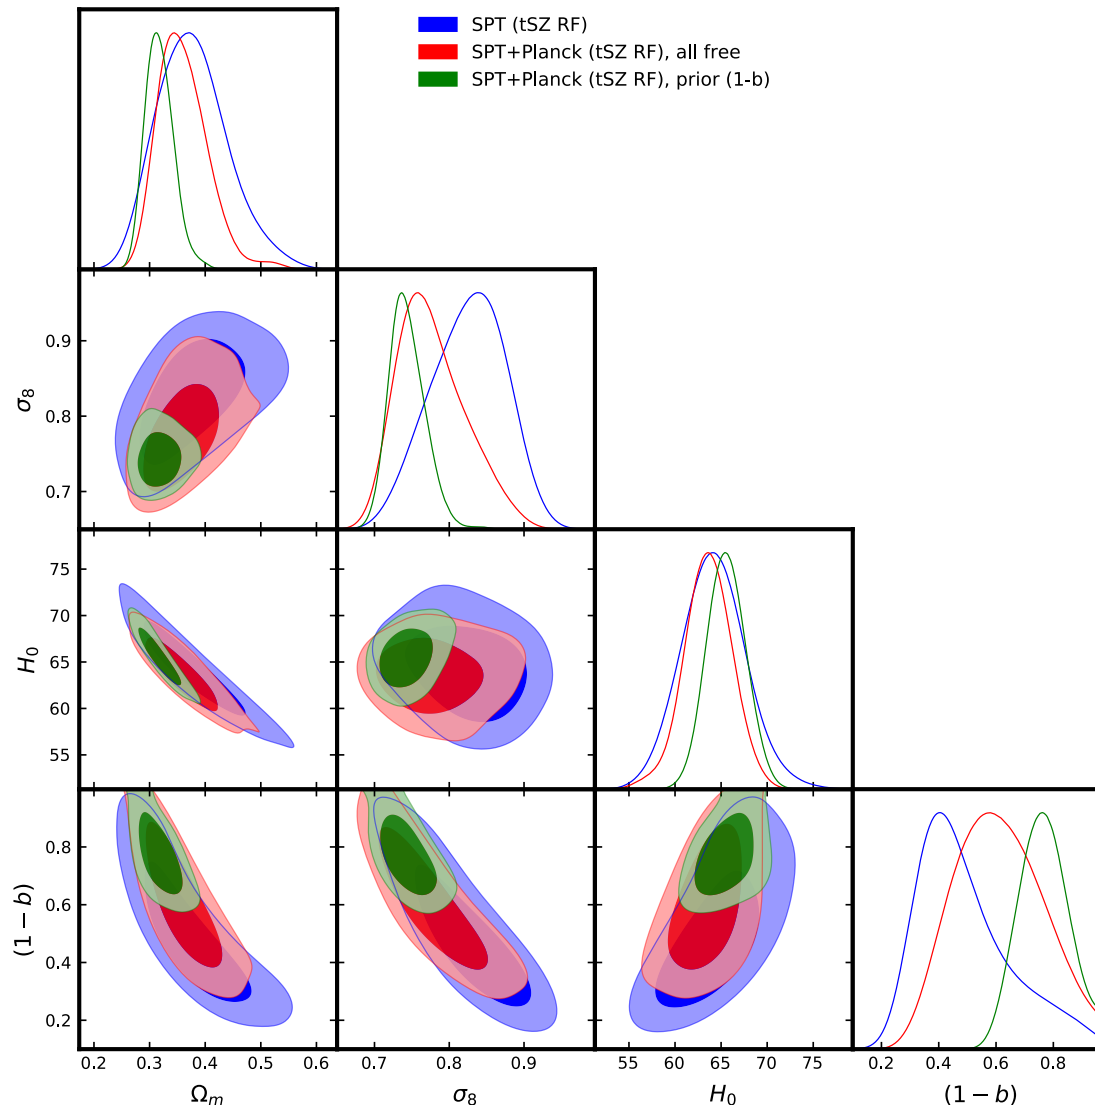 SPT (tSZ RF)
SPT+Planck (tSZ RF), all free
SPT+Planck (tSZ RF), prior (1-b)
0.9
0.8
0.7
σ₈
75
70
65
60
55
H₀
0.8
0.6
0.4
0.2
(1 − b)
0.2 0.3 0.4 0.5 0.6
0.7 0.8 0.9
55 60 65 70 75
0.2 0.4 0.6 0.8
Ωₘ
σ₈
H₀
(1 − b)